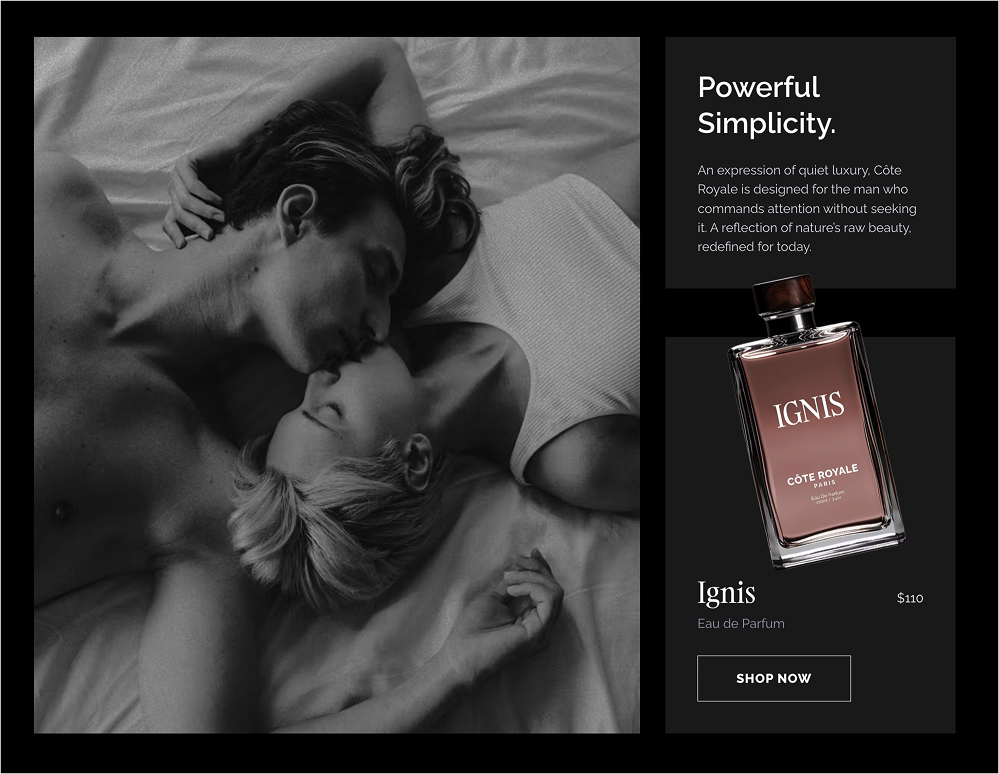 Powerful
Simplicity.
An expression of quiet luxury, Côte
Royale is designed for the man who
commands attention without seeking
it. A reflection of nature's raw beauty,
redefined for today.
IGNIS
CÔTE ROYALE
PARIS
Eau De Parfum
Ignis
$110
Eau de Parfum
SHOP NOW